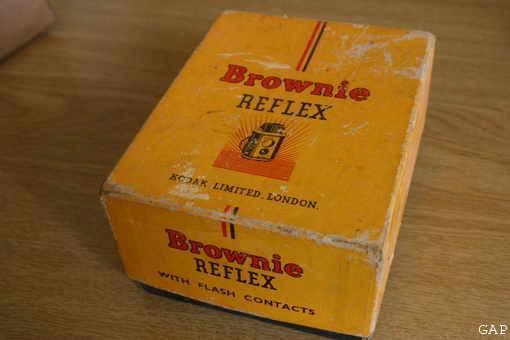 Brownie
REFLEX
KODAK LIMITED. LONDON.
Brownie
REFLEX
WITH FLASH CONTACTS
GAP